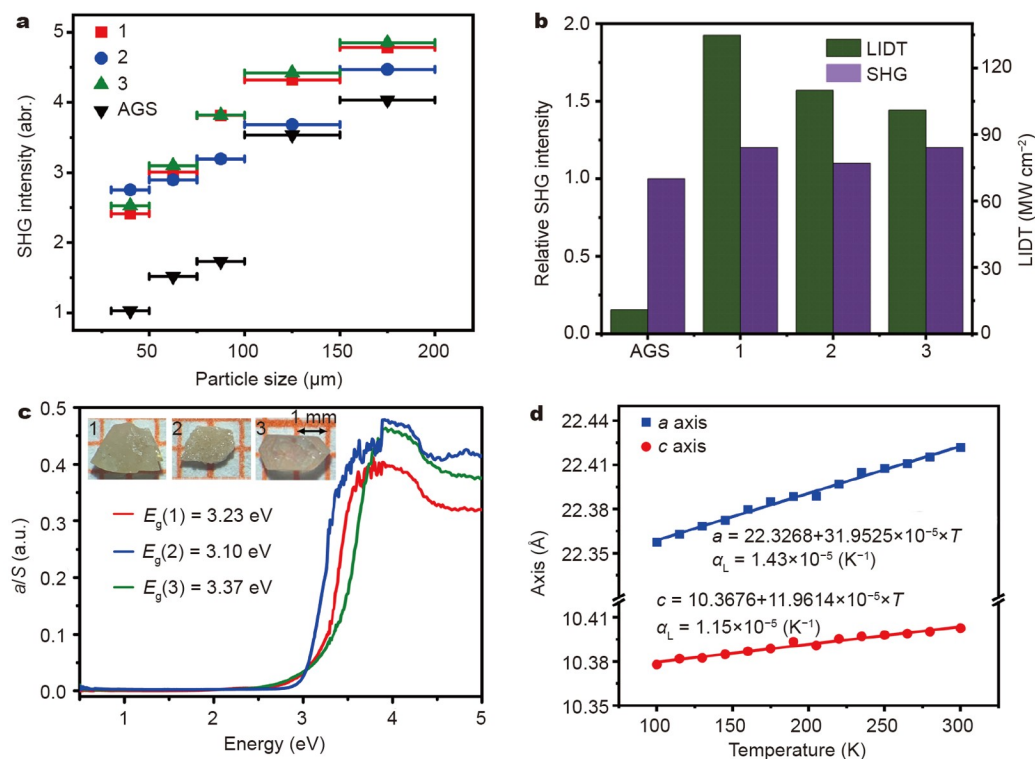 a
5
4
3
2
1
SHG intensity (abr.)
1
2
3
AGS
50
100
150
200
Particle size (μm)
b
2.0
1.5
1.0
0.5
0.0
Relative SHG intensity
LIDT
SHG
120
90
60
30
0
LIDT (MW cm⁻²)
AGS
1
2
3
c
0.5
0.4
0.3
0.2
0.1
0.0
a/S (a.u.)
1
2
3
1 mm
Eg(1) = 3.23 eV
Eg(2) = 3.10 eV
Eg(3) = 3.37 eV
1
2
3
4
5
Energy (eV)
d
22.44
22.41
22.38
22.35
10.41
10.38
10.35
Axis (Å)
a axis
c axis
a = 22.3268+31.9525×10⁻⁵×T
αL = 1.43×10⁻⁵ (K⁻¹)
c = 10.3676+11.9614×10⁻⁵×T
αL = 1.15×10⁻⁵ (K⁻¹)
100
150
200
250
300
Temperature (K)